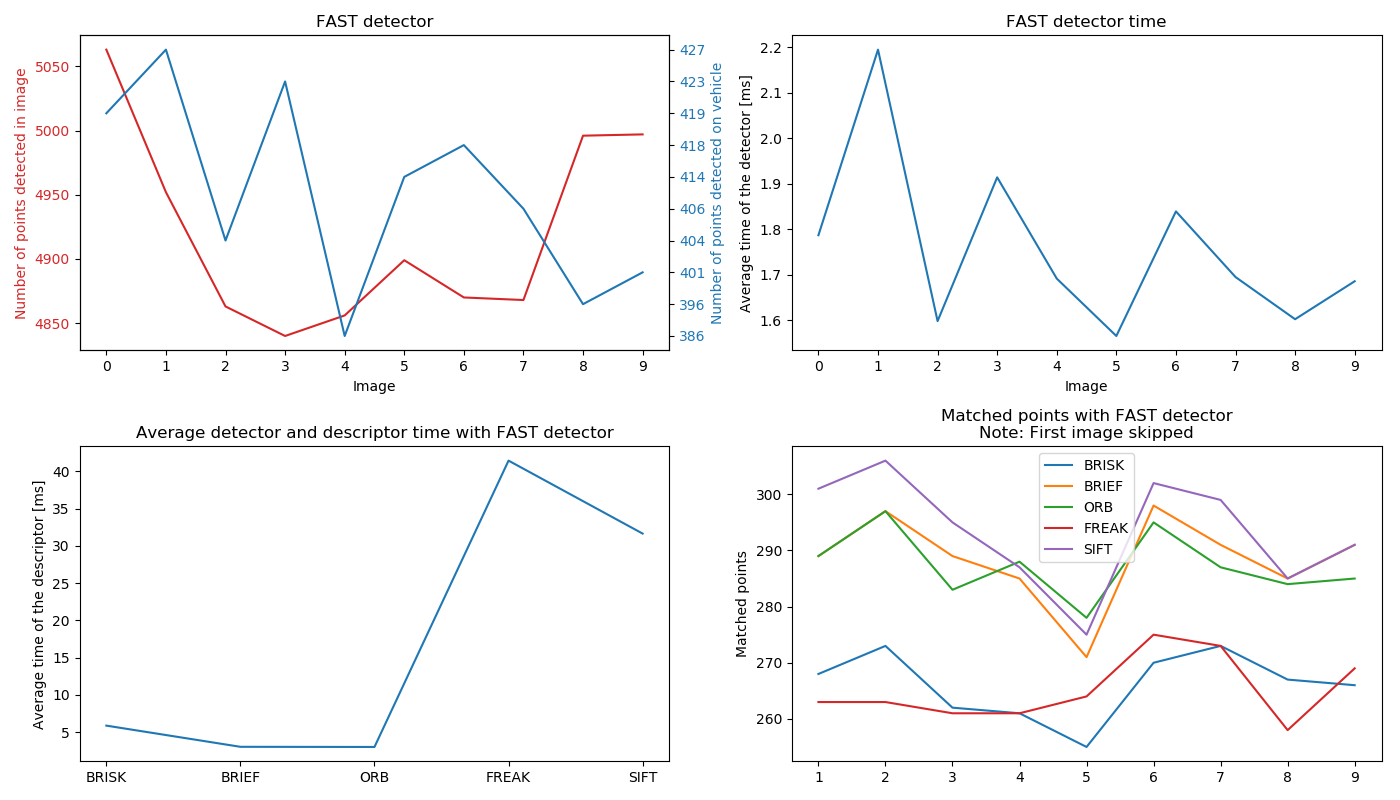 FAST detector
Number of points detected in image
5050
5000
4950
4900
4850
427
423
419
418
414
406
404
401
396
386
Number of points detected on vehicle
0 1 2 3 4 5 6 7 8 9
Image
FAST detector time
Average time of the detector [ms]
2.2
2.1
2.0
1.9
1.8
1.7
1.6
0 1 2 3 4 5 6 7 8 9
Image
Average detector and descriptor time with FAST detector
Average time of the descriptor [ms]
40
35
30
25
20
15
10
5
BRISK BRIEF ORB FREAK SIFT
Matched points with FAST detector
Note: First image skipped
Matched points
300
290
280
270
260
BRISK
BRIEF
ORB
FREAK
SIFT
1 2 3 4 5 6 7 8 9